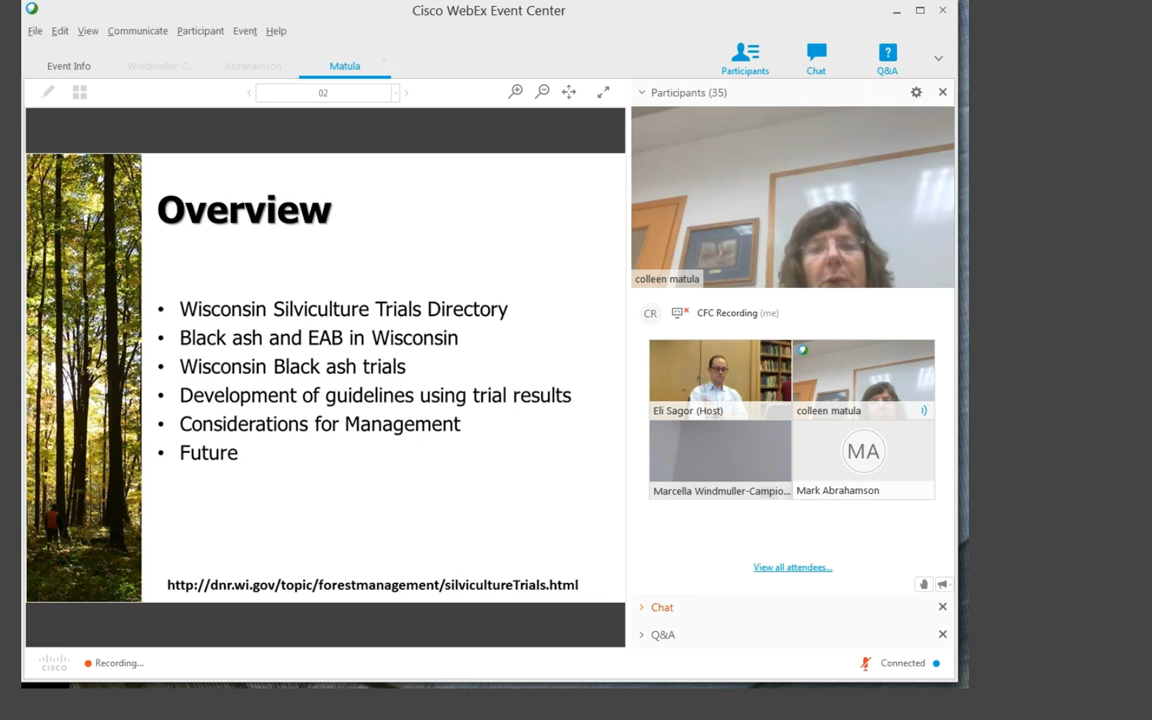 Cisco WebEx Event Center
File Edit View Communicate Participant Event Help
Event Info Windmuller-C... Abrahamson Matula
Participants Chat Q&A
02
Participants (35)
Overview
• Wisconsin Silviculture Trials Directory
• Black ash and EAB in Wisconsin
• Wisconsin Black ash trials
• Development of guidelines using trial results
• Considerations for Management
• Future
http://dnr.wi.gov/topic/forestmanagement/silvicultureTrials.html
colleen matula
CR CFC Recording (me)
Eli Sagor (Host) colleen matula
MA
Marcella Windmuller-Campio... Mark Abrahamson
View all attendees...
Chat
Q&A
CISCO Recording... Connected